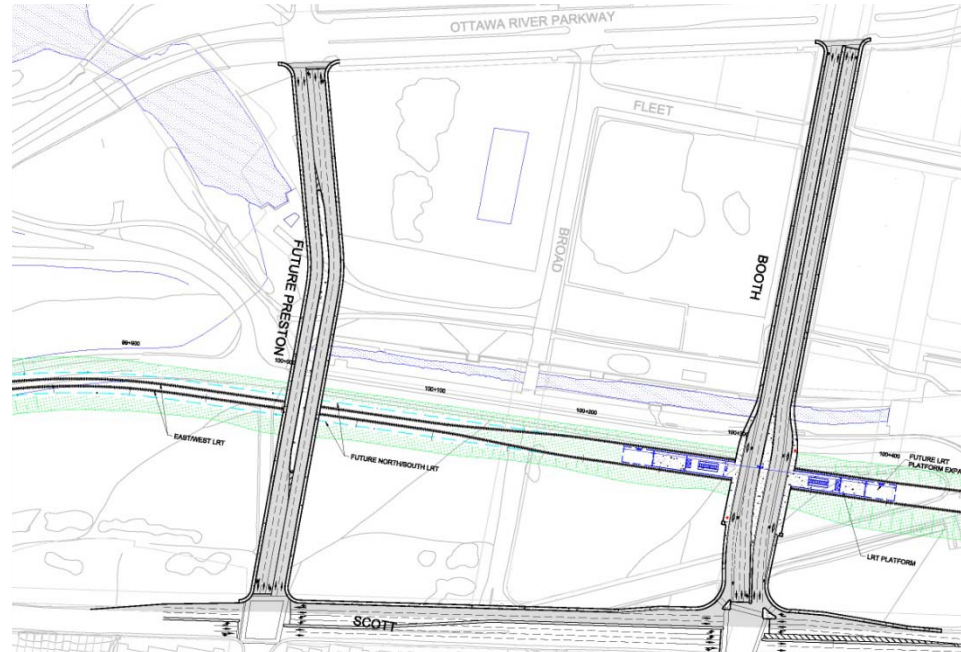 OTTAWA RIVER PARKWAY
FLEET
BROAD
BOOTH
FUTURE PRESTON
100+100
100+200
100+400
FUTURE LRT
PLATFORM EXPA
EAST/WEST LRT
FUTURE NORTH/SOUTH LRT
LRT PLATFORM
SCOTT